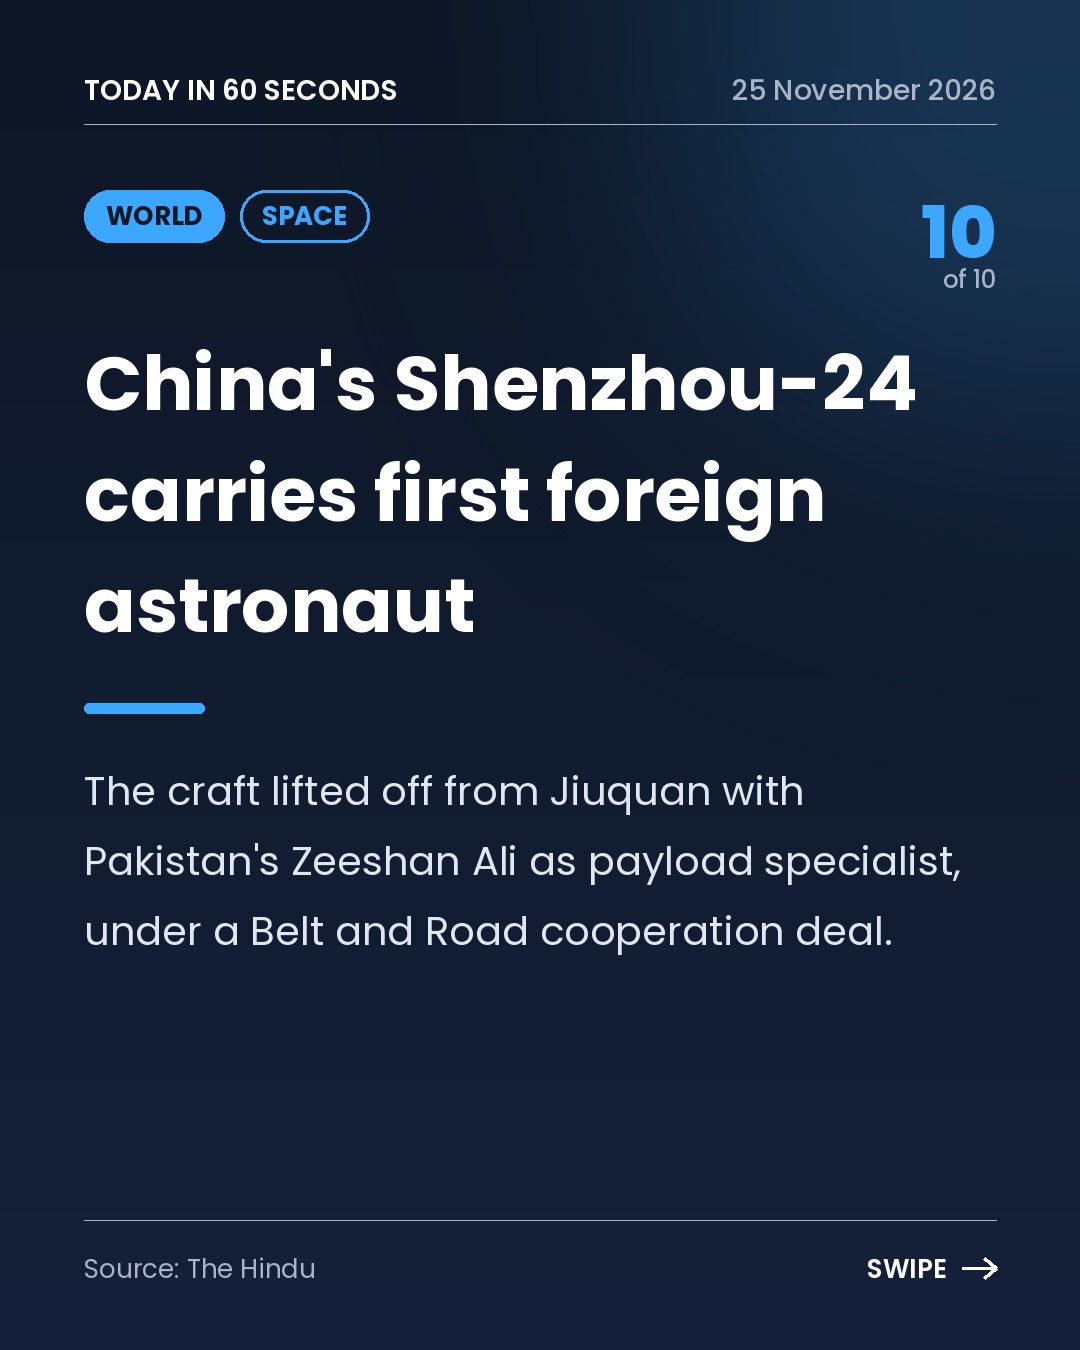 TODAY IN 60 SECONDS
25 November 2026
WORLD
SPACE
10
of 10
China's Shenzhou-24
carries first foreign
astronaut
The craft lifted off from Jiuquan with
Pakistan's Zeeshan Ali as payload specialist,
under a Belt and Road cooperation deal.
Source: The Hindu
SWIPE →